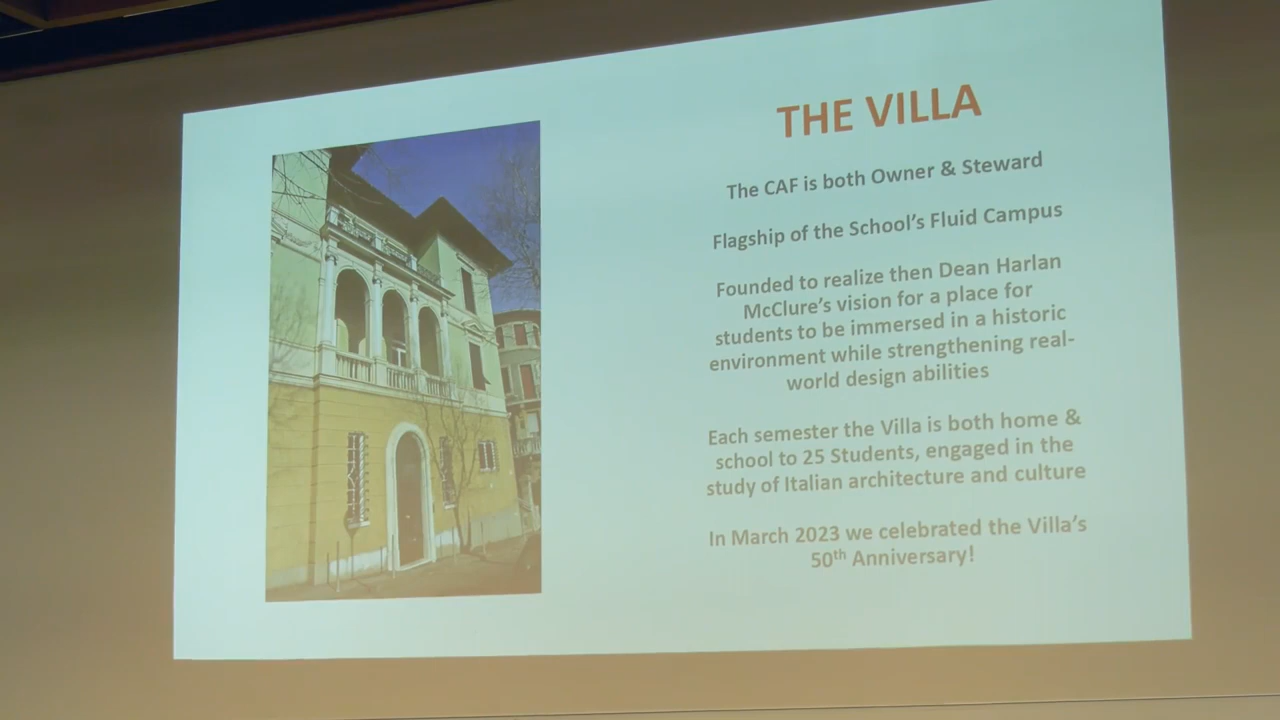 THE VILLA
The CAF is both Owner & Steward
Flagship of the School's Fluid Campus
Founded to realize then Dean Harlan
McClure's vision for a place for
students to be immersed in a historic
environment while strengthening real-
world design abilities
Each semester the Villa is both home &
school to 25 Students, engaged in the
study of Italian architecture and culture
In March 2023 we celebrated the Villa's
50th Anniversary!